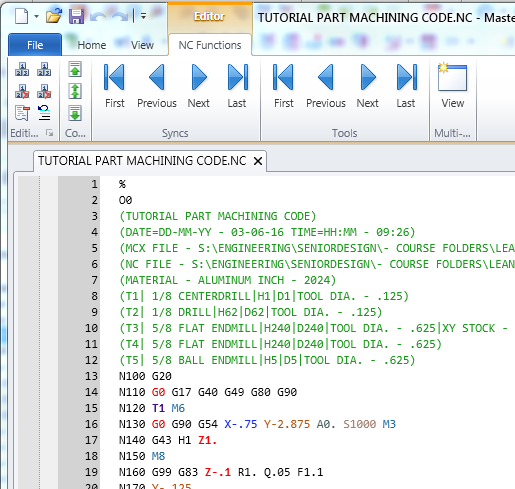 Editor
TUTORIAL PART MACHINING CODE.NC - Maste
File Home View NC Functions
First Previous Next Last First Previous Next Last View
Editi... Co... Syncs Tools Multi-...
TUTORIAL PART MACHINING CODE.NC
1 %
2 O0
3 (TUTORIAL PART MACHINING CODE)
4 (DATE=DD-MM-YY - 03-06-16 TIME=HH:MM - 09:26)
5 (MCX FILE - S:\ENGINEERING\SENIORDESIGN\- COURSE FOLDERS\LEAN
6 (NC FILE - S:\ENGINEERING\SENIORDESIGN\- COURSE FOLDERS\LEAN
7 (MATERIAL - ALUMINUM INCH - 2024)
8 (T1| 1/8 CENTERDRILL|H1|D1|TOOL DIA. - .125)
9 (T2| 1/8 DRILL|H62|D62|TOOL DIA. - .125)
10 (T3| 5/8 FLAT ENDMILL|H240|D240|TOOL DIA. - .625|XY STOCK -
11 (T4| 5/8 FLAT ENDMILL|H240|D240|TOOL DIA. - .625)
12 (T5| 5/8 BALL ENDMILL|H5|D5|TOOL DIA. - .625)
13 N100 G20
14 N110 G0 G17 G40 G49 G80 G90
15 N120 T1 M6
16 N130 G0 G90 G54 X-.75 Y-2.875 A0. S1000 M3
17 N140 G43 H1 Z1.
18 N150 M8
19 N160 G99 G83 Z-.1 R1. Q.05 F1.1
20 N170 Y-.125